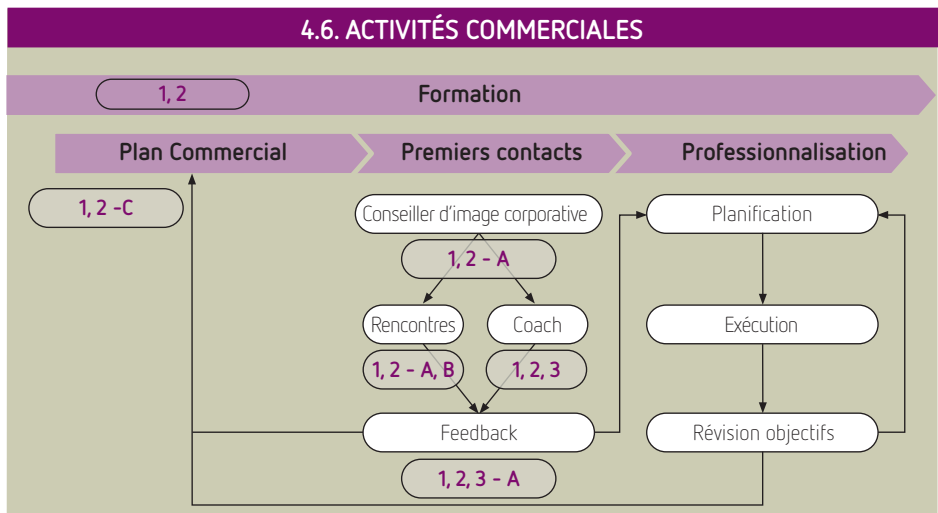 4.6. ACTIVITÉS COMMERCIALES
1, 2
Formation
Plan Commercial
Premiers contacts
Professionnalisation
1, 2 -C
Conseiller d'image corporative
Planification
1, 2 - A
Rencontres
Coach
Exécution
1, 2 - A, B
1, 2, 3
Feedback
Révision objectifs
1, 2, 3 - A